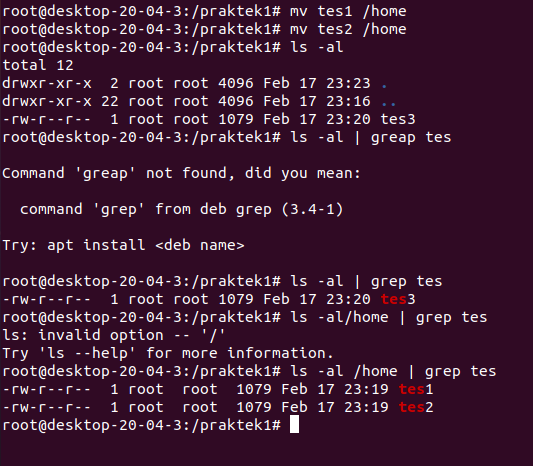 root@desktop-20-04-3:/praktek1# mv tes1 /home
root@desktop-20-04-3:/praktek1# mv tes2 /home
root@desktop-20-04-3:/praktek1# ls -al
total 12
drwxr-xr-x  2 root root 4096 Feb 17 23:23 .
drwxr-xr-x 22 root root 4096 Feb 17 23:16 ..
-rw-r--r--  1 root root 1079 Feb 17 23:20 tes3
root@desktop-20-04-3:/praktek1# ls -al | greap tes

Command 'greap' not found, did you mean:

  command 'grep' from deb grep (3.4-1)

Try: apt install <deb name>

root@desktop-20-04-3:/praktek1# ls -al | grep tes
-rw-r--r--  1 root root 1079 Feb 17 23:20 tes3
root@desktop-20-04-3:/praktek1# ls -al/home | grep tes
ls: invalid option -- '/'
Try 'ls --help' for more information.
root@desktop-20-04-3:/praktek1# ls -al /home | grep tes
-rw-r--r--  1 root  root  1079 Feb 17 23:19 tes1
-rw-r--r--  1 root  root  1079 Feb 17 23:19 tes2
root@desktop-20-04-3:/praktek1#